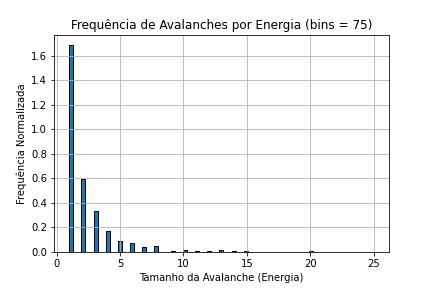 Frequência de Avalanches por Energia (bins = 75)
Frequência Normalizada
1.6
1.4
1.2
1.0
0.8
0.6
0.4
0.2
0.0
0 5 10 15 20 25
Tamanho da Avalanche (Energia)